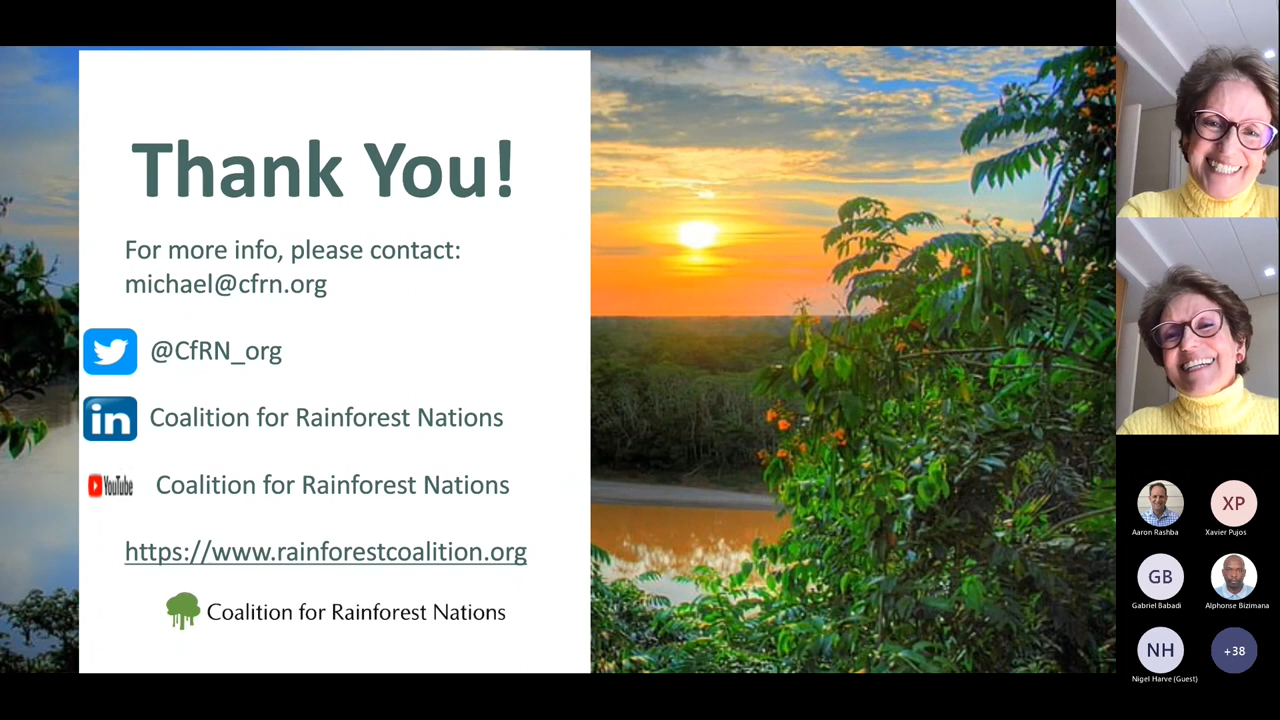 Thank You!
For more info, please contact:
michael@cfrn.org
@CfRN_org
in Coalition for Rainforest Nations
YouTube Coalition for Rainforest Nations
https://www.rainforestcoalition.org
Coalition for Rainforest Nations
XP
Aaron Rashba
Xavier Pujos
GB
Gabriel Babadi
Alphonse Bizimana
NH
+38
Nigel Harve (Guest)